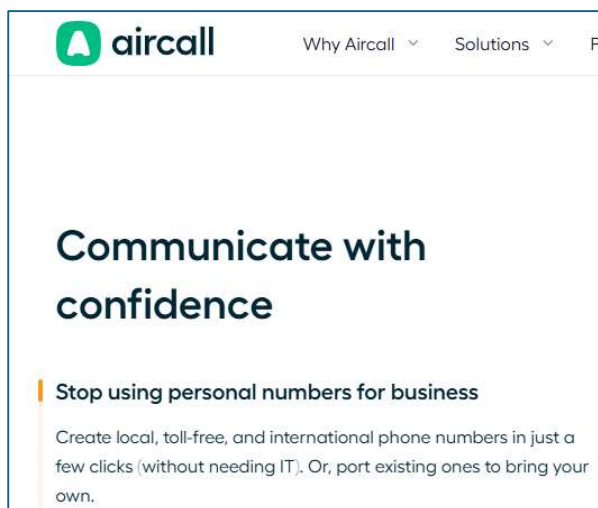 aircall
Why Aircall
Solutions
Communicate with
confidence
Stop using personal numbers for business
Create local, toll-free, and international phone numbers in just a
few clicks (without needing IT). Or, port existing ones to bring your
own.